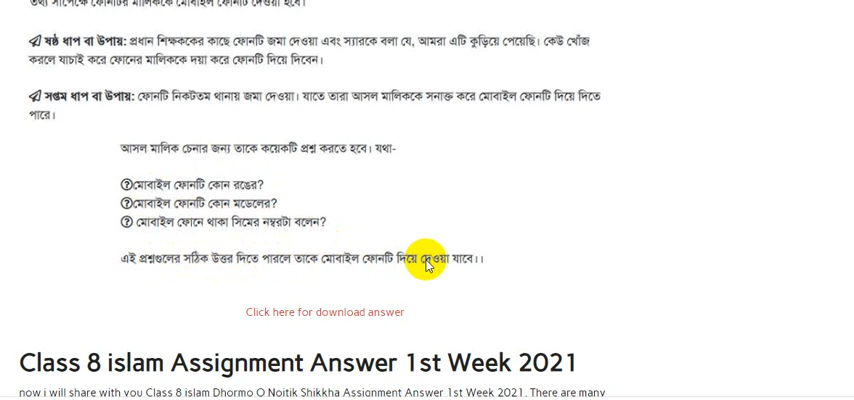 তথ্য সাপেক্ষে ফোনটির মালিককে মোবাইল ফোনটি দেওয়া হবে।
ষষ্ঠ ধাপ বা উপায়: প্রধান শিক্ষককের কাছে ফোনটি জমা দেওয়া এবং স্যারকে বলা যে, আমরা এটি কুড়িয়ে পেয়েছি। কেউ খোঁজ
করলে যাচাই করে ফোনের মালিককে দয়া করে ফোনটি দিয়ে দিবেন।
সপ্তম ধাপ বা উপায়: ফোনটি নিকটতম থানায় জমা দেওয়া। যাতে তারা আসল মালিককে সনাক্ত করে মোবাইল ফোনটি দিয়ে দিতে
পারে।
আসল মালিক চেনার জন্য তাকে কয়েকটি প্রশ্ন করতে হবে। যথা-
মোবাইল ফোনটি কোন রঙের?
মোবাইল ফোনটি কোন মডেলের?
মোবাইল ফোনে থাকা সিমের নম্বরটা বলেন?
এই প্রশ্নগুলের সঠিক উত্তর দিতে পারলে তাকে মোবাইল ফোনটি দিয়ে দেওয়া যাবে।।
Click here for download answer
Class 8 islam Assignment Answer 1st Week 2021
now i will share with you Class 8 islam Dhormo O Noitik Shikkha Assignment Answer 1st Week 2021. There are many